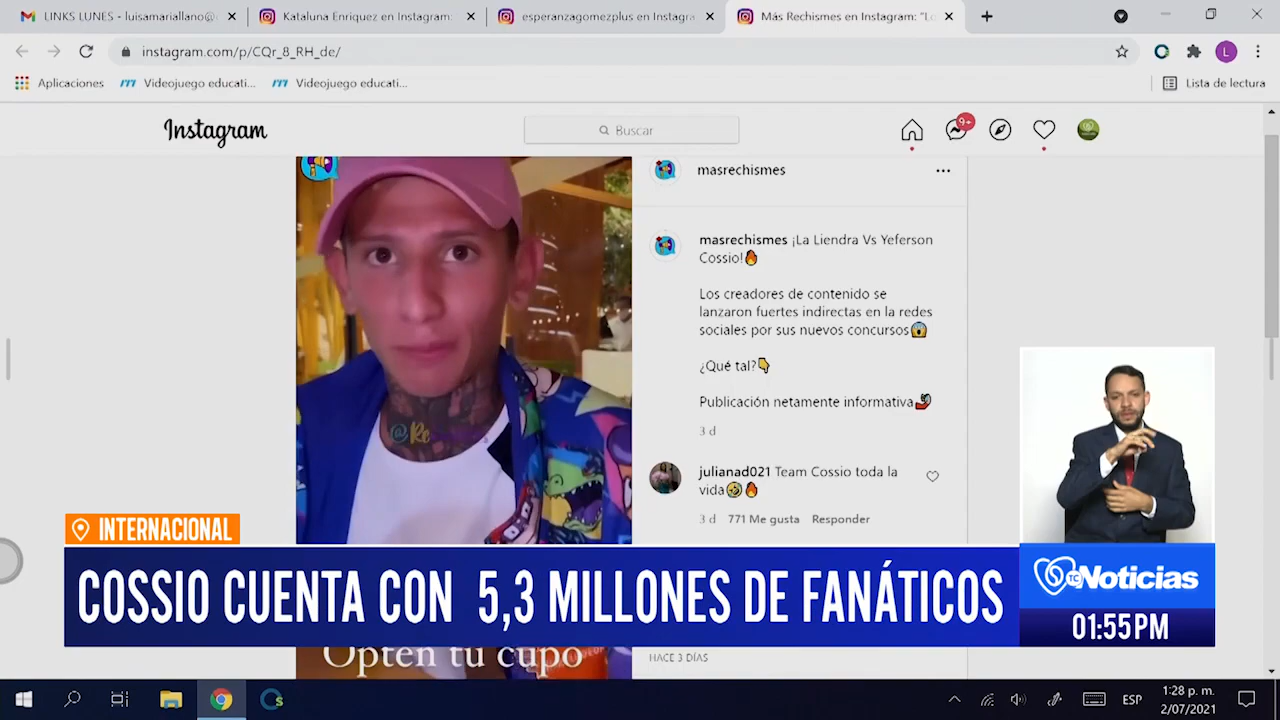 LINKS LUNES - luisamariallano@
Kataluna Enriquez en Instagram:
esperanzagomezplus en Instagra
Más Rechismes en Instagram: "Lo
instagram.com/p/CQr_8_RH_de/
L
Aplicaciones
Videojuego educati...
Videojuego educati...
Lista de lectura
Instagram
Buscar
9+
masrechismes
masrechismes ¡La Liendra Vs Yeferson
Cossio!🔥
Los creadores de contenido se
lanzaron fuertes indirectas en la redes
sociales por sus nuevos concursos😱
¿Qué tal?👇
Publicación netamente informativa🤳
3 d
julianad021 Team Cossio toda la
vida🤣🔥
3 d 771 Me gusta Responder
INTERNACIONAL
COSSIO CUENTA CON 5,3 MILLONES DE FANÁTICOS
TC Noticias
01:55 PM
Opten tu cupo
HACE 3 DÍAS
ESP
1:28 p. m.
2/07/2021